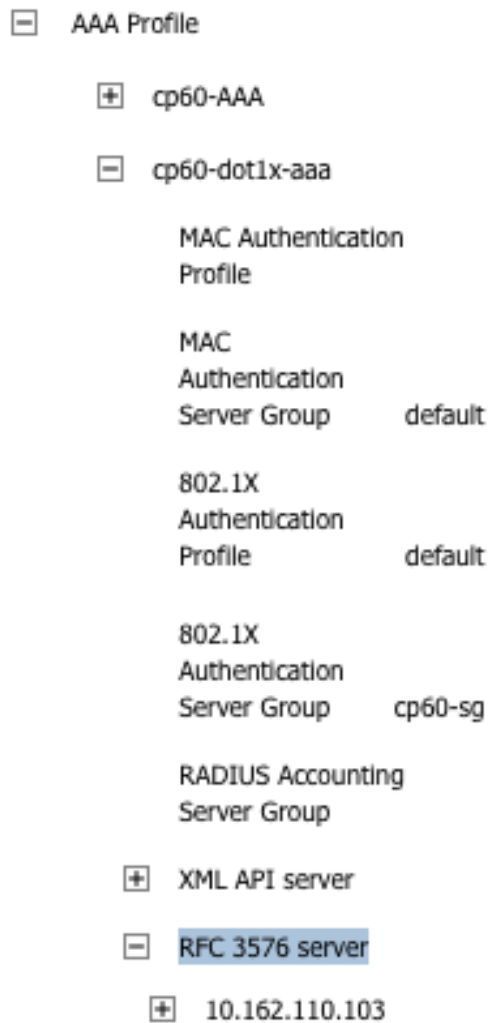 AAA Profile
cp60-AAA
cp60-dot1x-aaa
MAC Authentication
Profile
MAC
Authentication
Server Group default
802.1X
Authentication
Profile default
802.1X
Authentication
Server Group cp60-sg
RADIUS Accounting
Server Group
XML API server
RFC 3576 server
10.162.110.103